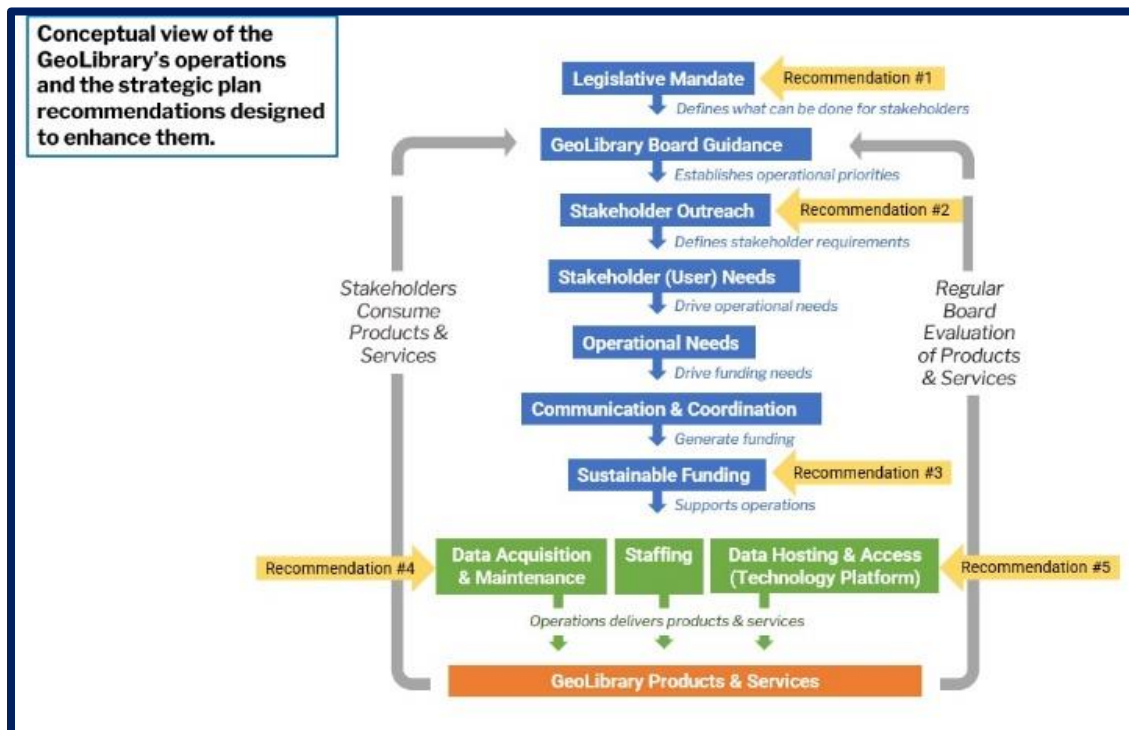 Conceptual view of the
GeoLibrary's operations
and the strategic plan
recommendations designed
to enhance them.
Legislative Mandate
Recommendation #1
Defines what can be done for stakeholders
GeoLibrary Board Guidance
Establishes operational priorities
Stakeholder Outreach
Recommendation #2
Defines stakeholder requirements
Stakeholder (User) Needs
Drive operational needs
Stakeholders
Consume
Products &
Services
Regular
Board
Evaluation
of Products
& Services
Operational Needs
Drive funding needs
Communication & Coordination
Generate funding
Sustainable Funding
Recommendation #3
Supports operations
Recommendation #4
Data Acquisition
& Maintenance
Staffing
Data Hosting & Access
(Technology Platform)
Recommendation #5
Operations delivers products & services
GeoLibrary Products & Services